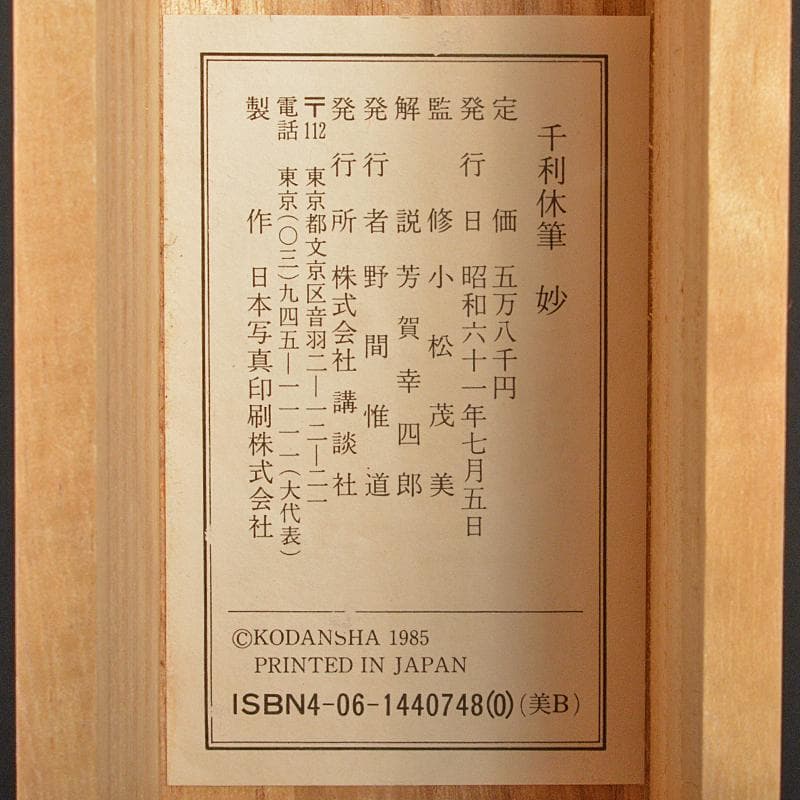 千利休筆 妙
定価 五万八千円
発行日 昭和六十一年七月五日
監修 小松茂美
解説 芳賀幸四郎
発行者 野間惟道
発行所 株式会社 講談社
〒112 東京都文京区音羽二―一二―二一
電話 東京(〇三)九四五―一一一一(大代表)
製作 日本写真印刷株式会社
©KODANSHA 1985
PRINTED IN JAPAN
ISBN4-06-1440748(0)(美B)